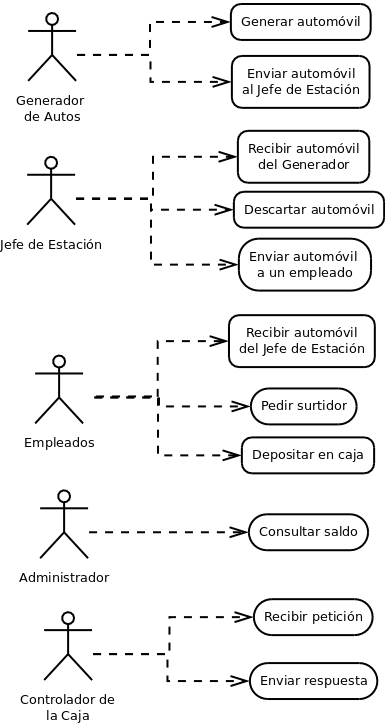 Generar automóvil
Enviar automóvil
al Jefe de Estación
Generador
de Autos
Recibir automóvil
del Generador
Descartar automóvil
Enviar automóvil
a un empleado
Jefe de Estación
Recibir automóvil
del Jefe de Estación
Pedir surtidor
Depositar en caja
Empleados
Consultar saldo
Administrador
Recibir petición
Enviar respuesta
Controlador de
la Caja